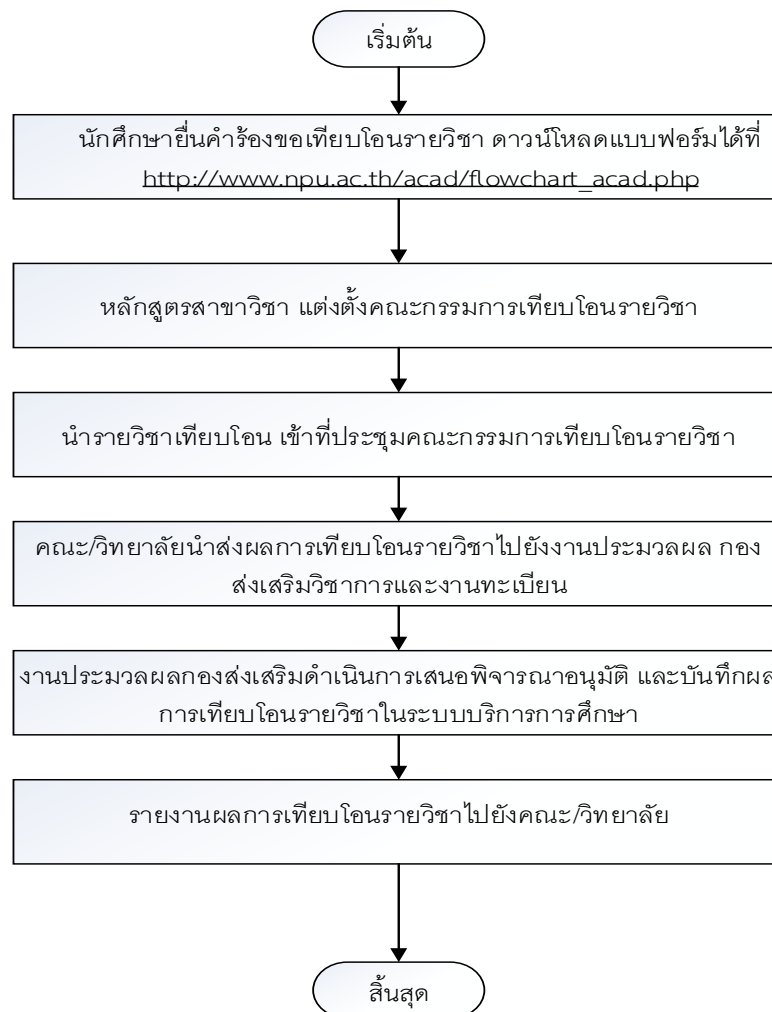 เริ่มต้น
นักศึกษายื่นคำร้องขอเทียบโอนรายวิชา ดาวน์โหลดแบบฟอร์มได้ที่
http://www.npu.ac.th/acad/flowchart_acad.php
หลักสูตรสาขาวิชา แต่งตั้งคณะกรรมการเทียบโอนรายวิชา
นำรายวิชาเทียบโอน เข้าที่ประชุมคณะกรรมการเทียบโอนรายวิชา
คณะ/วิทยาลัยนำส่งผลการเทียบโอนรายวิชาไปยังงานประมวลผล กอง
ส่งเสริมวิชาการและงานทะเบียน
งานประมวลผลกองส่งเสริมดำเนินการเสนอพิจารณาอนุมัติ และบันทึกผล
การเทียบโอนรายวิชาในระบบบริการการศึกษา
รายงานผลการเทียบโอนรายวิชาไปยังคณะ/วิทยาลัย
สิ้นสุด